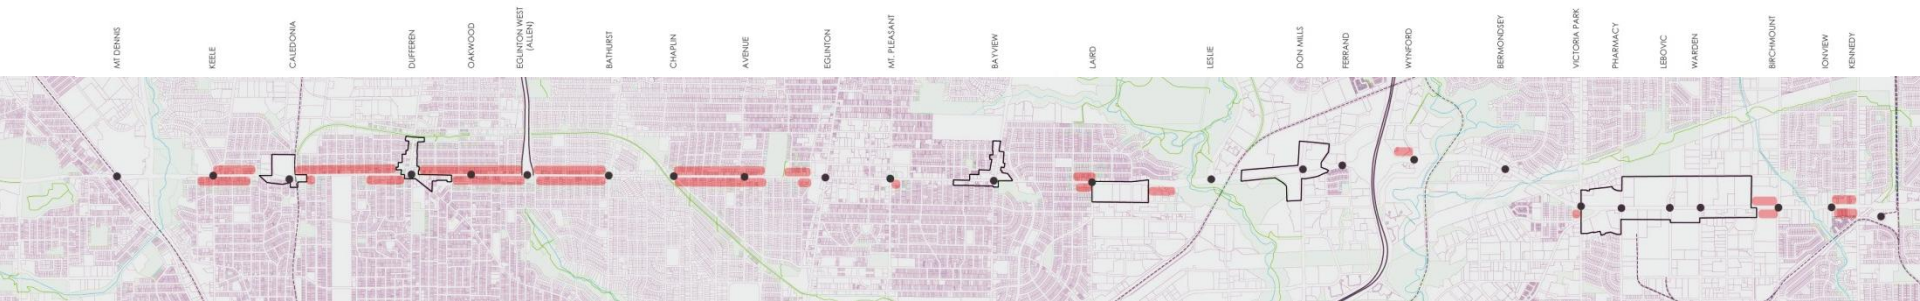 MT DENNIS
KEELE
CALEDONIA
DUFFEREN
OAKWOOD
EGLINTON WEST
(ALLEN)
BATHURST
CHAPLIN
AVENUE
EGLINTON
MT. PLEASANT
BAYVIEW
LAIRD
LESLIE
DON MILLS
FERRAND
WYNFORD
BERMONDSEY
VICTORIA PARK
PHARMACY
LEBOVIC
WARDEN
BIRCHMOUNT
IONVIEW
KENNEDY